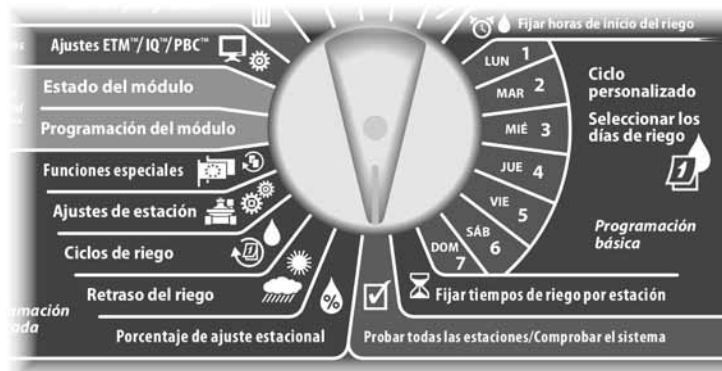 Fijar horas de inicio del riego
Ajustes ETM™/IQ™/PBC™
Estado del módulo
Programación del módulo
Funciones especiales
Ajustes de estación
Ciclos de riego
Retraso del riego
Porcentaje de ajuste estacional
LUN 1
MAR 2
MIÉ 3
JUE 4
VIE 5
SÁB 6
DOM 7
Ciclo
personalizado
Seleccionar los
días de riego
Programación
básica
Fijar tiempos de riego por estación
Probar todas las estaciones/Comprobar el sistema